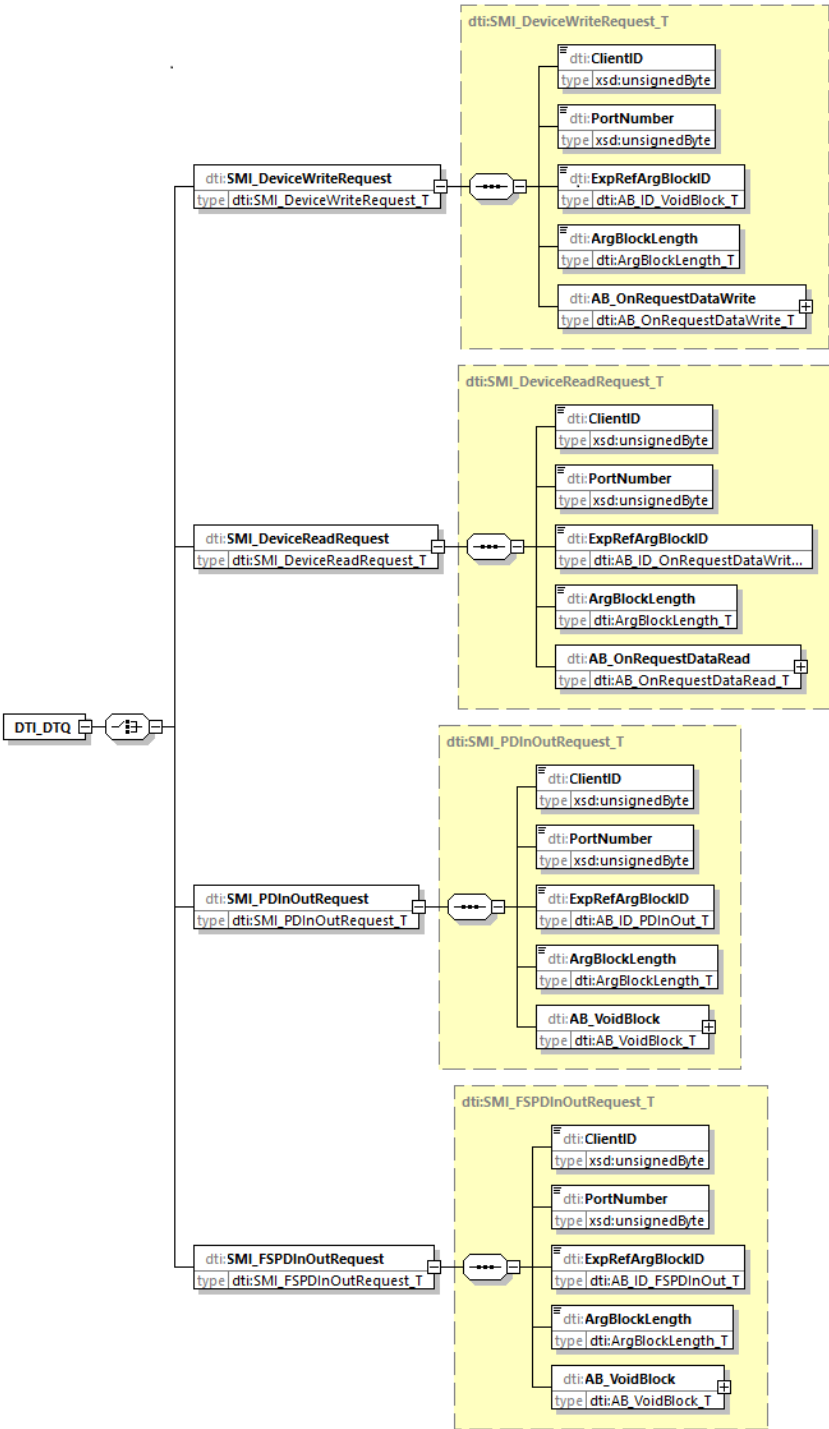 dti:SMI_DeviceWriteRequest_T
dti:ClientID
type xsd:unsignedByte
dti:PortNumber
type xsd:unsignedByte
dti:SMI_DeviceWriteRequest
type dti:SMI_DeviceWriteRequest_T
dti:ExpRefArgBlockID
type dti:AB_ID_VoidBlock_T
dti:ArgBlockLength
type dti:ArgBlockLength_T
dti:AB_OnRequestDataWrite
type dti:AB_OnRequestDataWrite_T
dti:SMI_DeviceReadRequest_T
dti:ClientID
type xsd:unsignedByte
dti:PortNumber
type xsd:unsignedByte
dti:SMI_DeviceReadRequest
type dti:SMI_DeviceReadRequest_T
dti:ExpRefArgBlockID
type dti:AB_ID_OnRequestDataWrit...
dti:ArgBlockLength
type dti:ArgBlockLength_T
dti:AB_OnRequestDataRead
type dti:AB_OnRequestDataRead_T
DTI_DTQ
dti:SMI_PDInOutRequest_T
dti:ClientID
type xsd:unsignedByte
dti:PortNumber
type xsd:unsignedByte
dti:SMI_PDInOutRequest
type dti:SMI_PDInOutRequest_T
dti:ExpRefArgBlockID
type dti:AB_ID_PDInOut_T
dti:ArgBlockLength
type dti:ArgBlockLength_T
dti:AB_VoidBlock
type dti:AB_VoidBlock_T
dti:SMI_FSPDInOutRequest_T
dti:ClientID
type xsd:unsignedByte
dti:PortNumber
type xsd:unsignedByte
dti:SMI_FSPDInOutRequest
type dti:SMI_FSPDInOutRequest_T
dti:ExpRefArgBlockID
type dti:AB_ID_FSPDInOut_T
dti:ArgBlockLength
type dti:ArgBlockLength_T
dti:AB_VoidBlock
type dti:AB_VoidBlock_T